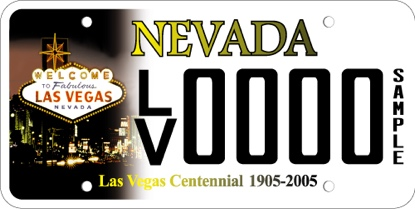 NEVADA
WELCOME
TO Fabulous
LAS VEGAS
NEVADA
LV 0000
SAMPLE
Las Vegas Centennial 1905-2005